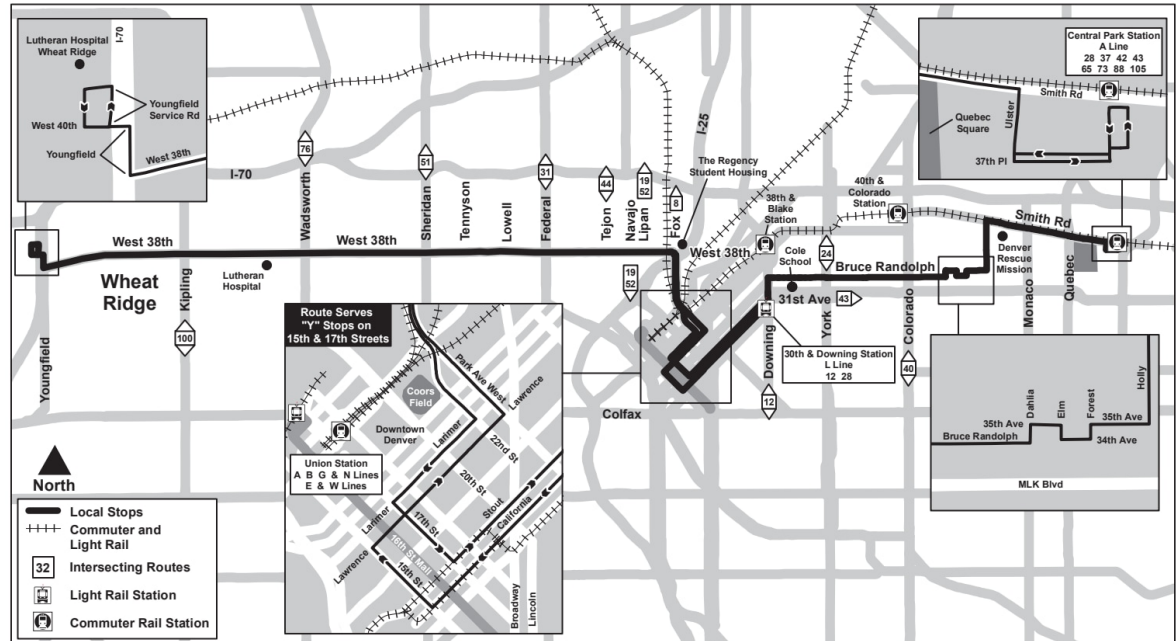 Lutheran Hospital
Wheat Ridge
I-70
Youngfield
Service Rd
West 40th
Youngfield
West 38th
Central Park Station
A Line
28 37 42 43
65 73 88 105
Smith Rd
Ulster
Quebec
Square
37th Pl
I-25
76
51
31
44
19
52
8
I-70
Wadsworth
Sheridan
Tennyson
Lowell
Federal
Tejon
Navajo
Lipan
Fox
The Regency
Student Housing
38th &
Blake
Station
40th &
Colorado
Station
West 38th
West 38th
West 38th
Smith Rd
Denver
Rescue
Mission
Cole
School
24
Bruce Randolph
31st Ave
43
Wheat
Ridge
Lutheran
Hospital
Kipling
100
Youngfield
19
52
Downing
12
York
Colorado
40
Monaco
Quebec
30th & Downing Station
L Line
12 28
Colfax
Route Serves
"Y" Stops on
15th & 17th Streets
Park Ave West
Lawrence
Coors
Field
Downtown
Denver
Larimer
22nd St
20th St
Union Station
A B G & N Lines
E & W Lines
Stout
California
Larimer
17th St
16th St Mall
Lawrence
15th St
Broadway
Lincoln
Dahlia
Elm
Forest
Holly
35th Ave
35th Ave
Bruce Randolph
34th Ave
MLK Blvd
North
Local Stops
Commuter and
Light Rail
32
Intersecting Routes
Light Rail Station
Commuter Rail Station